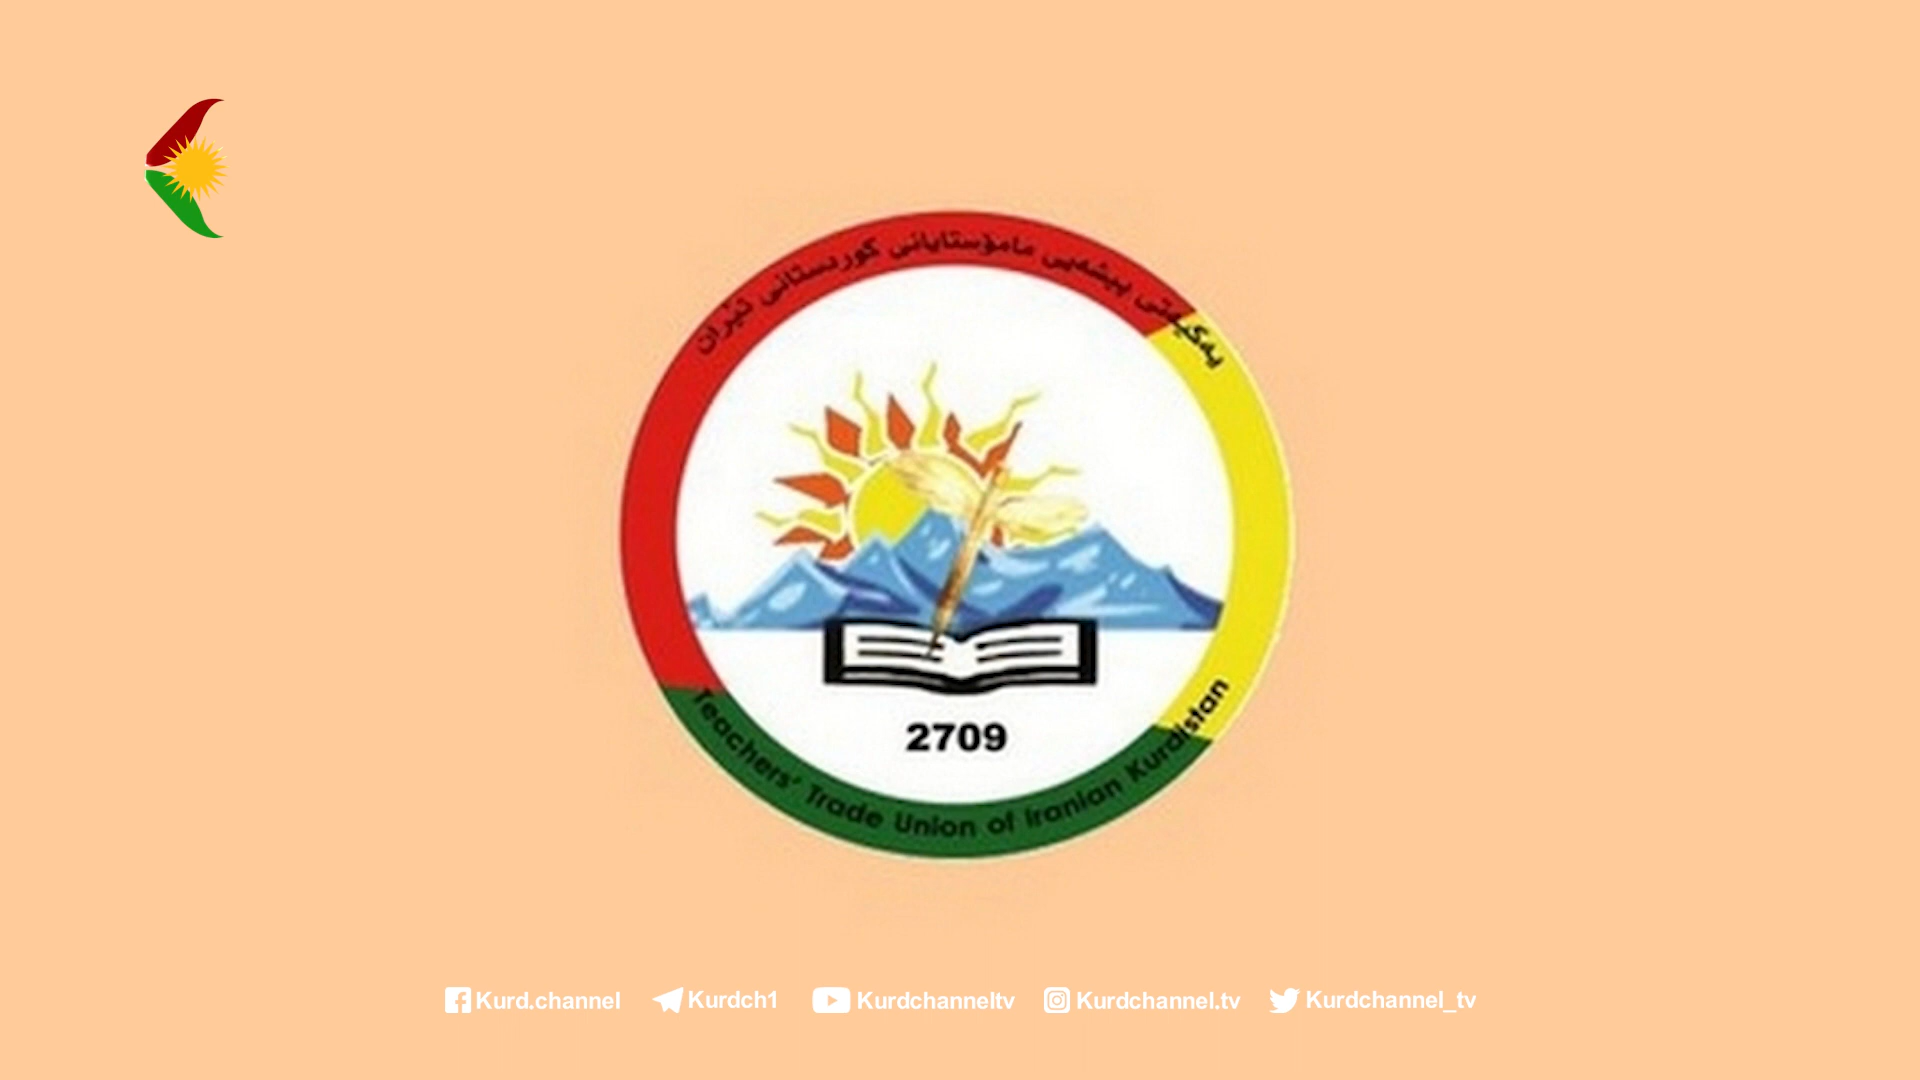 یەکیەتی پیشەیی مامۆستایانی کوردستانی ئێران
2709
Teachers' Trade Union of Iranian Kurdistan
Kurd.channel
Kurdch1
Kurdchanneltv
Kurdchannel.tv
Kurdchannel_tv